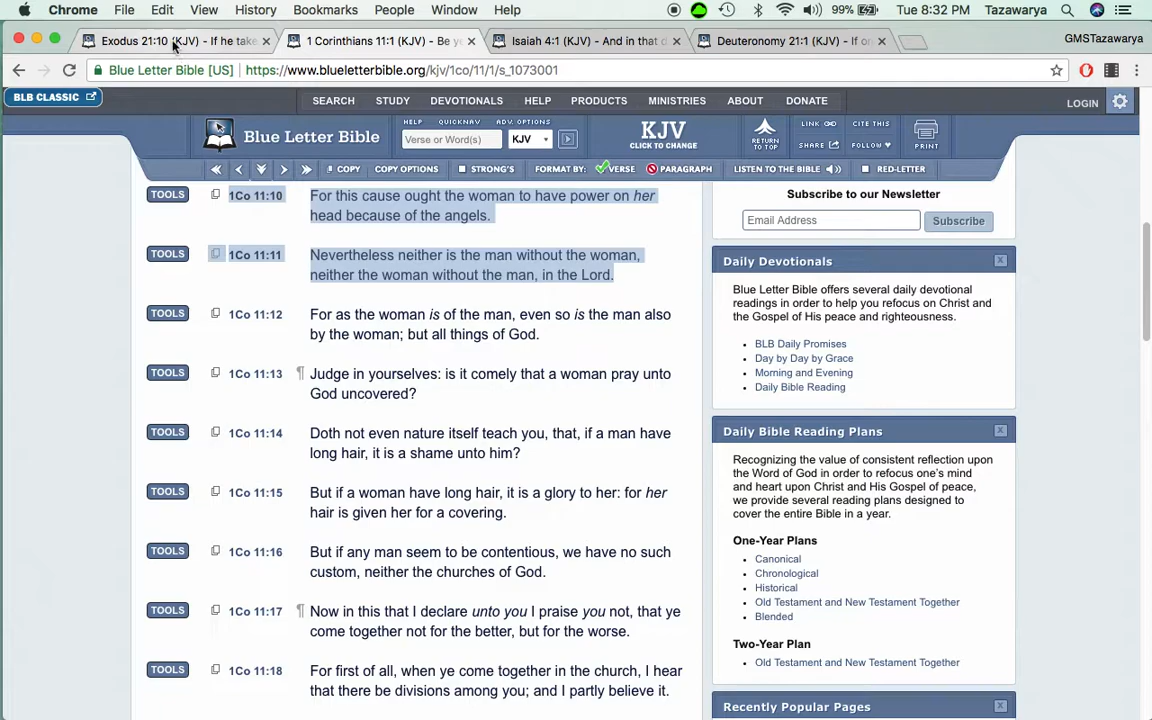 Chrome File Edit View History Bookmarks People Window Help 99% Tue 8:32 PM Tazawarya
Exodus 21:10 (KJV) - If he take
1 Corinthians 11:1 (KJV) - Be y
Isaiah 4:1 (KJV) - And in that d
Deuteronomy 21:1 (KJV) - If o
GMSTazawarya
Blue Letter Bible [US] https://www.blueletterbible.org/kjv/1co/11/1/s_1073001
BLB CLASSIC
SEARCH STUDY DEVOTIONALS HELP PRODUCTS MINISTRIES ABOUT DONATE LOGIN
Blue Letter Bible
HELP QUICKNAV ADV. OPTIONS
Verse or Word(s) KJV
KJV
CLICK TO CHANGE
RETURN
TO TOP
LINK CITE THIS
SHARE FOLLOW
PRINT
COPY COPY OPTIONS STRONG'S FORMAT BY: VERSE PARAGRAPH LISTEN TO THE BIBLE RED-LETTER
TOOLS 1Co 11:10 For this cause ought the woman to have power on her
head because of the angels.
TOOLS 1Co 11:11 Nevertheless neither is the man without the woman,
neither the woman without the man, in the Lord.
TOOLS 1Co 11:12 For as the woman is of the man, even so is the man also
by the woman; but all things of God.
TOOLS 1Co 11:13 ¶ Judge in yourselves: is it comely that a woman pray unto
God uncovered?
TOOLS 1Co 11:14 Doth not even nature itself teach you, that, if a man have
long hair, it is a shame unto him?
TOOLS 1Co 11:15 But if a woman have long hair, it is a glory to her: for her
hair is given her for a covering.
TOOLS 1Co 11:16 But if any man seem to be contentious, we have no such
custom, neither the churches of God.
TOOLS 1Co 11:17 ¶ Now in this that I declare unto you I praise you not, that ye
come together not for the better, but for the worse.
TOOLS 1Co 11:18 For first of all, when ye come together in the church, I hear
that there be divisions among you; and I partly believe it.
Subscribe to our Newsletter
Email Address Subscribe
Daily Devotionals
Blue Letter Bible offers several daily devotional
readings in order to help you refocus on Christ and
the Gospel of His peace and righteousness.
BLB Daily Promises
Day by Day by Grace
Morning and Evening
Daily Bible Reading
Daily Bible Reading Plans
Recognizing the value of consistent reflection upon
the Word of God in order to refocus one's mind
and heart upon Christ and His Gospel of peace,
we provide several reading plans designed to
cover the entire Bible in a year.
One-Year Plans
Canonical
Chronological
Historical
Old Testament and New Testament Together
Blended
Two-Year Plan
Old Testament and New Testament Together
Recently Popular Pages